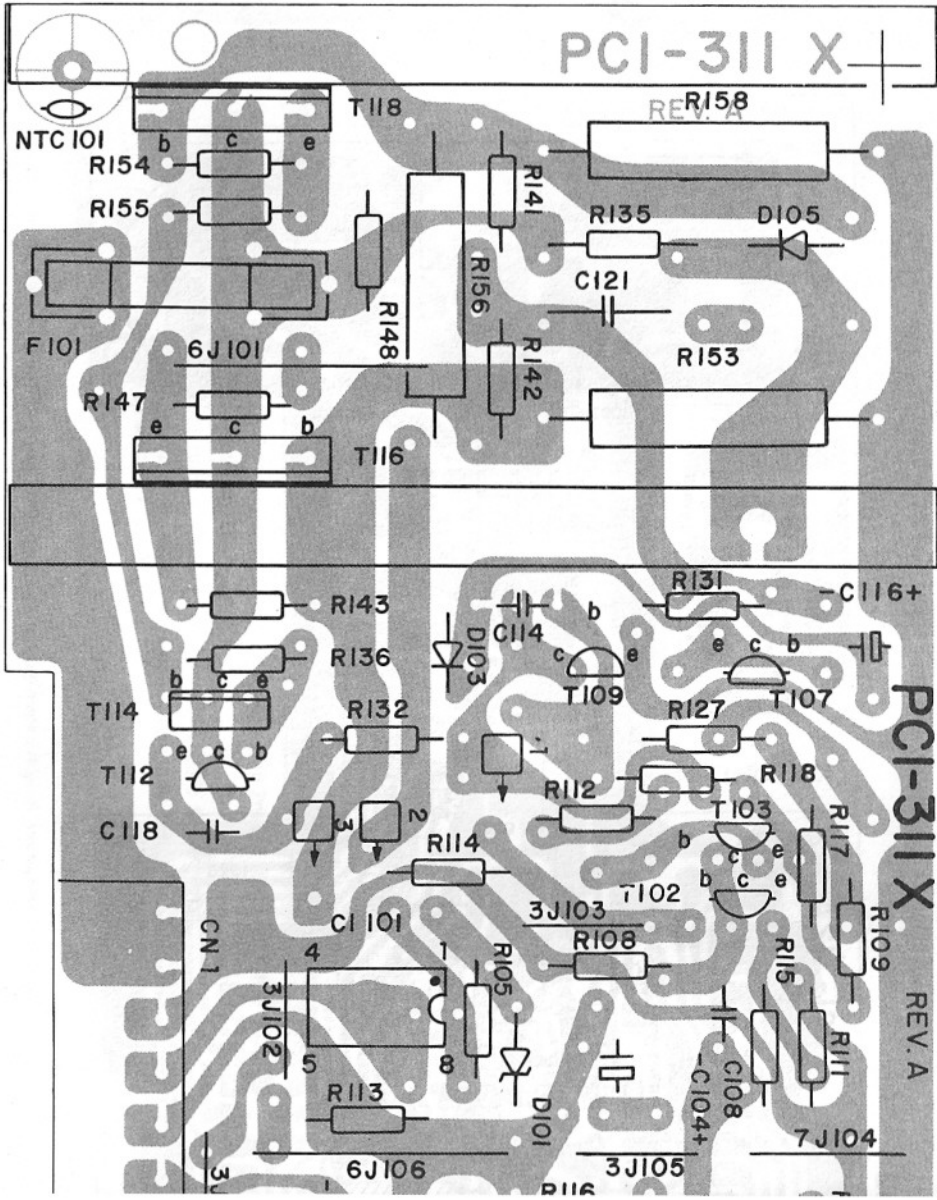 PCI-311 X
REV. A
NTC101
T118
R158
b c e
R154
R155
R141
R135
D105
C121
R156
R148
R153
F101
6J101
R142
R147
e c b
T116
R143
R131
-C116+
C114
b
c e
T109
e c b
T107
D103
R136
b c e
T114
R132
R127
PCI-311 X
e c b
T112
1
R118
R112
T103
b c e
C118
3
2
R114
R117
T102
b c e
3J103
CI 101
R108
R109
CN 1
4
1
R105
R115
3J102
5
8
REV. A
R113
D101
C108
-C104+
R111
6J106
3J105
7J104
R116